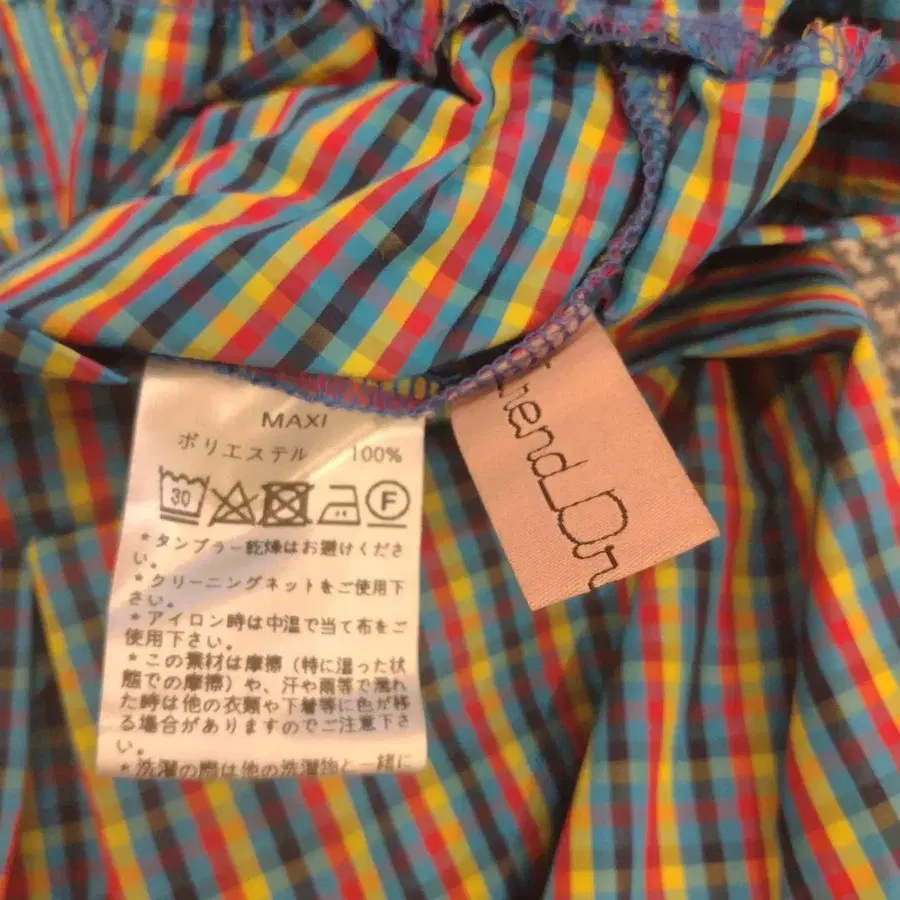 MAXI
ポリエステル 100%
30 F
*タンブラー乾燥はお避けくださ
い。
*クリーニングネットをご使用下
さい。
*アイロン時は中温で当て布をご
使用下さい。
*この素材は摩擦（特に湿った状
態での摩擦）や、汗や雨等で濡れ
た時は他の衣類や下着等に色が移
る場合がありますのでご注意下さ
い。
*洗濯の際は他の洗濯物と一緒に